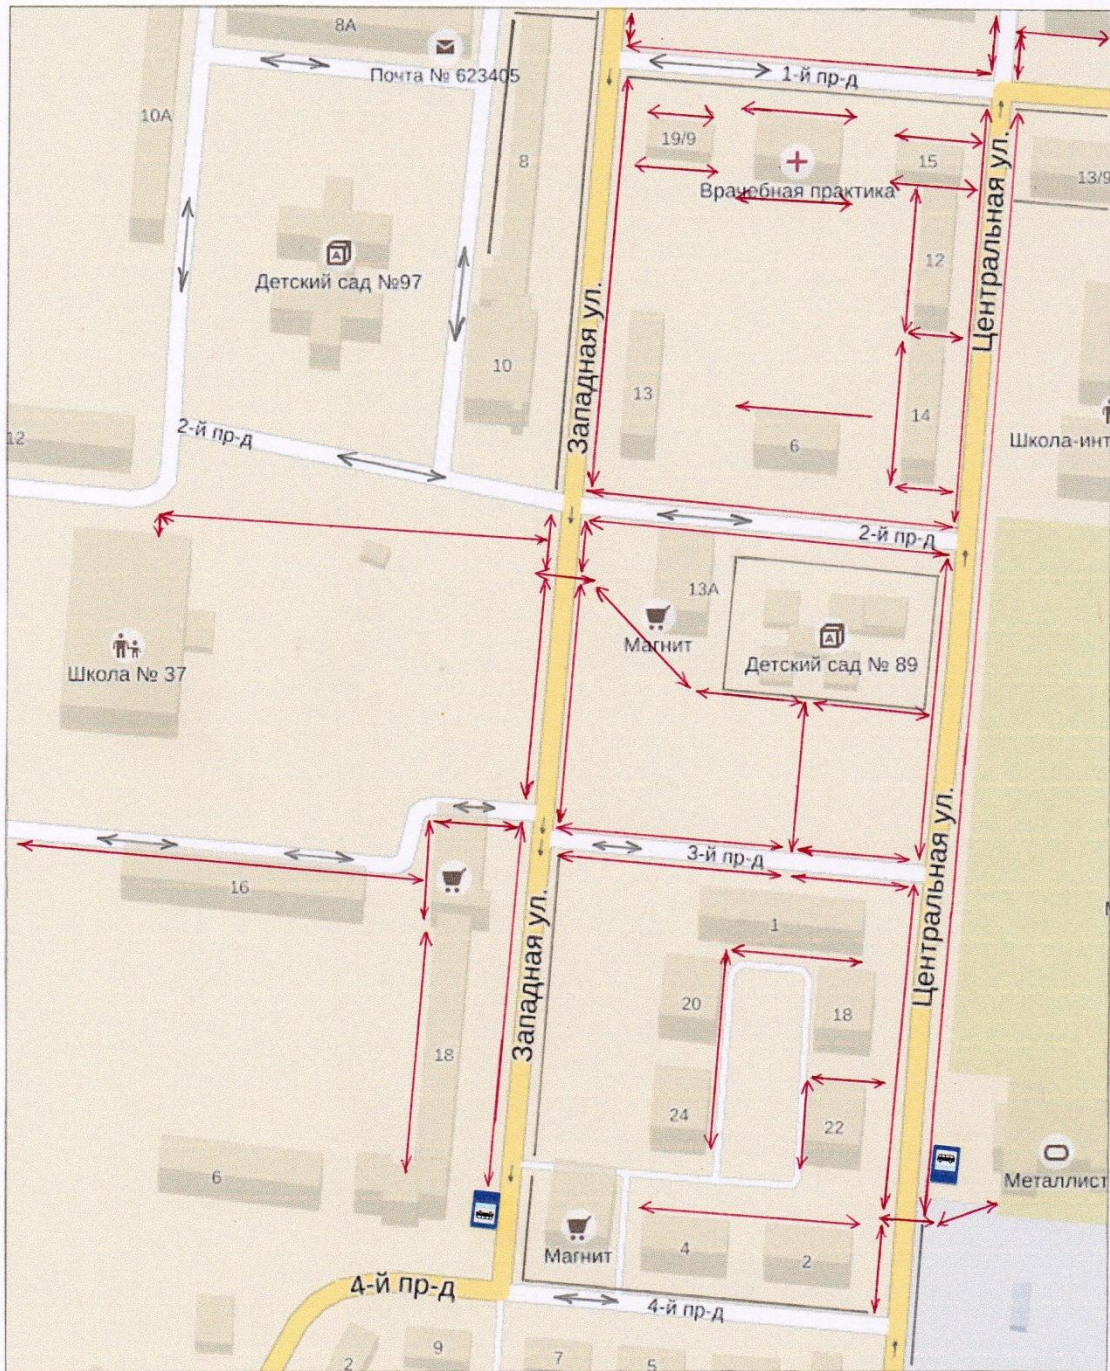 8А
Почта № 623405
1-й пр-д
10А
8
19/9
15
13/9
Врачебная практика
Центральная ул.
12
Детский сад №97
Западная ул.
10
13
14
12
2-й пр-д
6
Школа-инт
2-й пр-д
13А
Магнит
Детский сад № 89
Школа № 37
Центральная ул.
3-й пр-д
16
1
Западная ул.
20
18
18
24
22
6
Металлист
Магнит
4
2
4-й пр-д
4-й пр-д
9
2
7
5